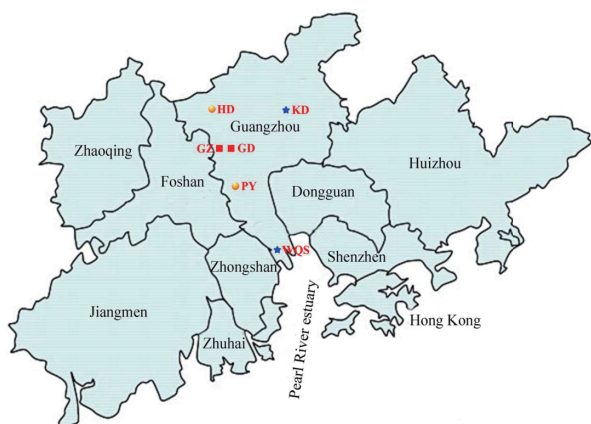 HD
KD
Guangzhou
Zhaoqing
GZ
GD
Huizhou
Foshan
PY
Dongguan
WQS
Shenzhen
Zhongshan
Jiangmen
Pearl River estuary
Hong Kong
Zhuhai